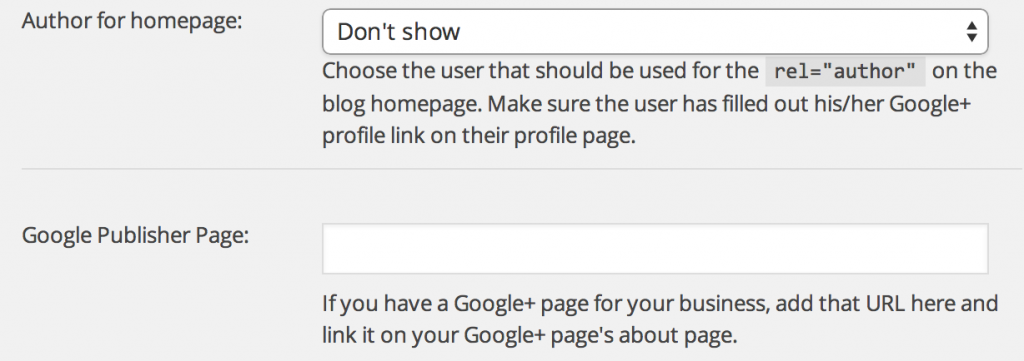 Author for homepage:
Don't show
Choose the user that should be used for the rel="author" on the
blog homepage. Make sure the user has filled out his/her Google+
profile link on their profile page.
Google Publisher Page:
If you have a Google+ page for your business, add that URL here and
link it on your Google+ page's about page.